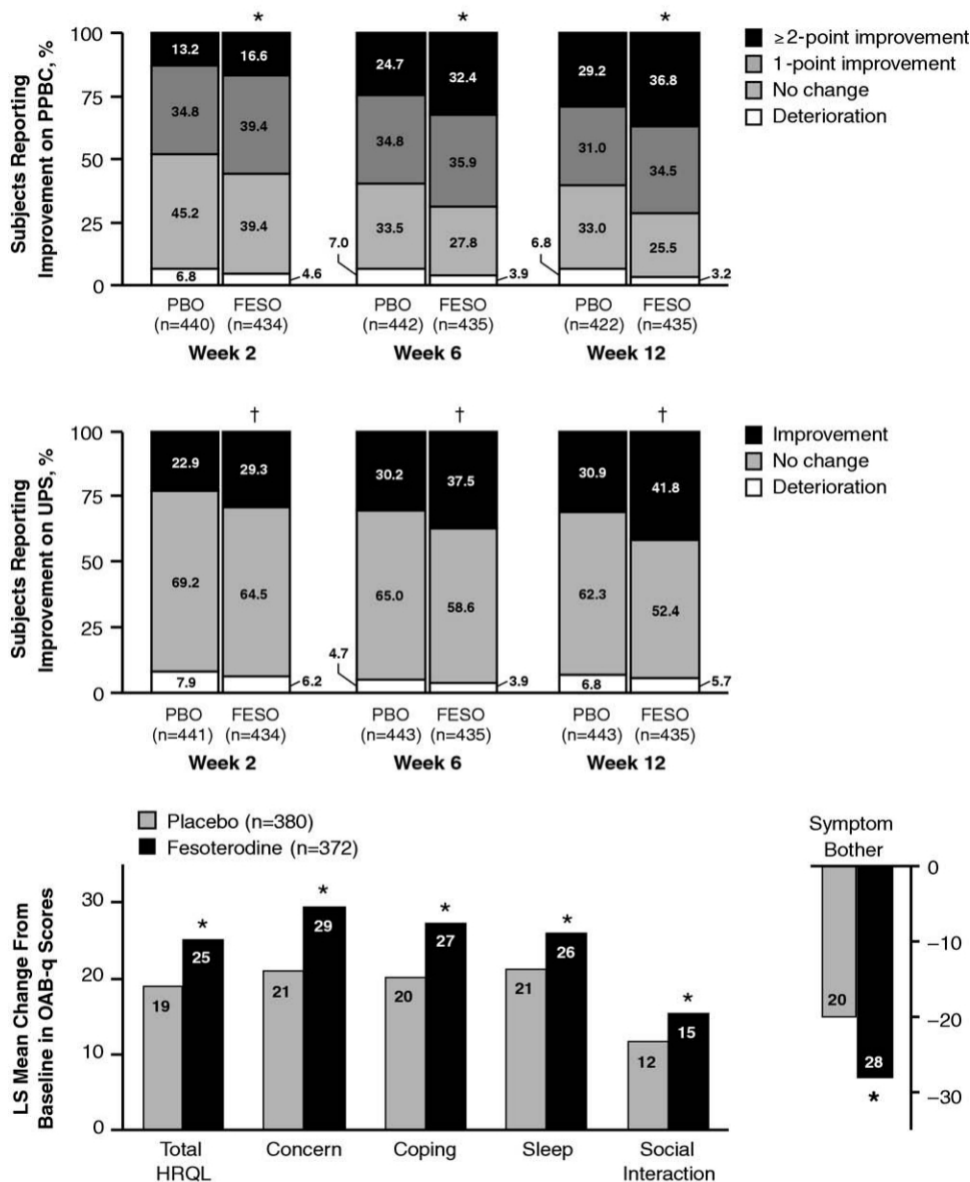 Subjects Reporting
Improvement on PPBC, %
100
75
50
25
0
* * *
13.2 16.6 24.7 32.4 29.2 36.8
34.8 39.4 34.8 35.9 31.0 34.5
45.2 39.4 33.5 27.8 33.0 25.5
6.8 4.6 7.0 3.9 6.8 3.2
≥2-point improvement
1-point improvement
No change
Deterioration
PBO FESO PBO FESO PBO FESO
(n=440) (n=434) (n=442) (n=435) (n=422) (n=435)
Week 2 Week 6 Week 12
Subjects Reporting
Improvement on UPS, %
100
75
50
25
0
† † †
22.9 29.3 30.2 37.5 30.9 41.8
69.2 64.5 65.0 58.6 62.3 52.4
7.9 6.2 4.7 3.9 6.8 5.7
Improvement
No change
Deterioration
PBO FESO PBO FESO PBO FESO
(n=441) (n=434) (n=443) (n=435) (n=443) (n=435)
Week 2 Week 6 Week 12
LS Mean Change From
Baseline in OAB-q Scores
Placebo (n=380)
Fesoterodine (n=372)
30
20
10
0
* * * * *
19 25 21 29 20 27 21 26 12 15
Total Concern Coping Sleep Social
HRQL Interaction
Symptom
Bother
0
−10
−20
−30
20 28
*